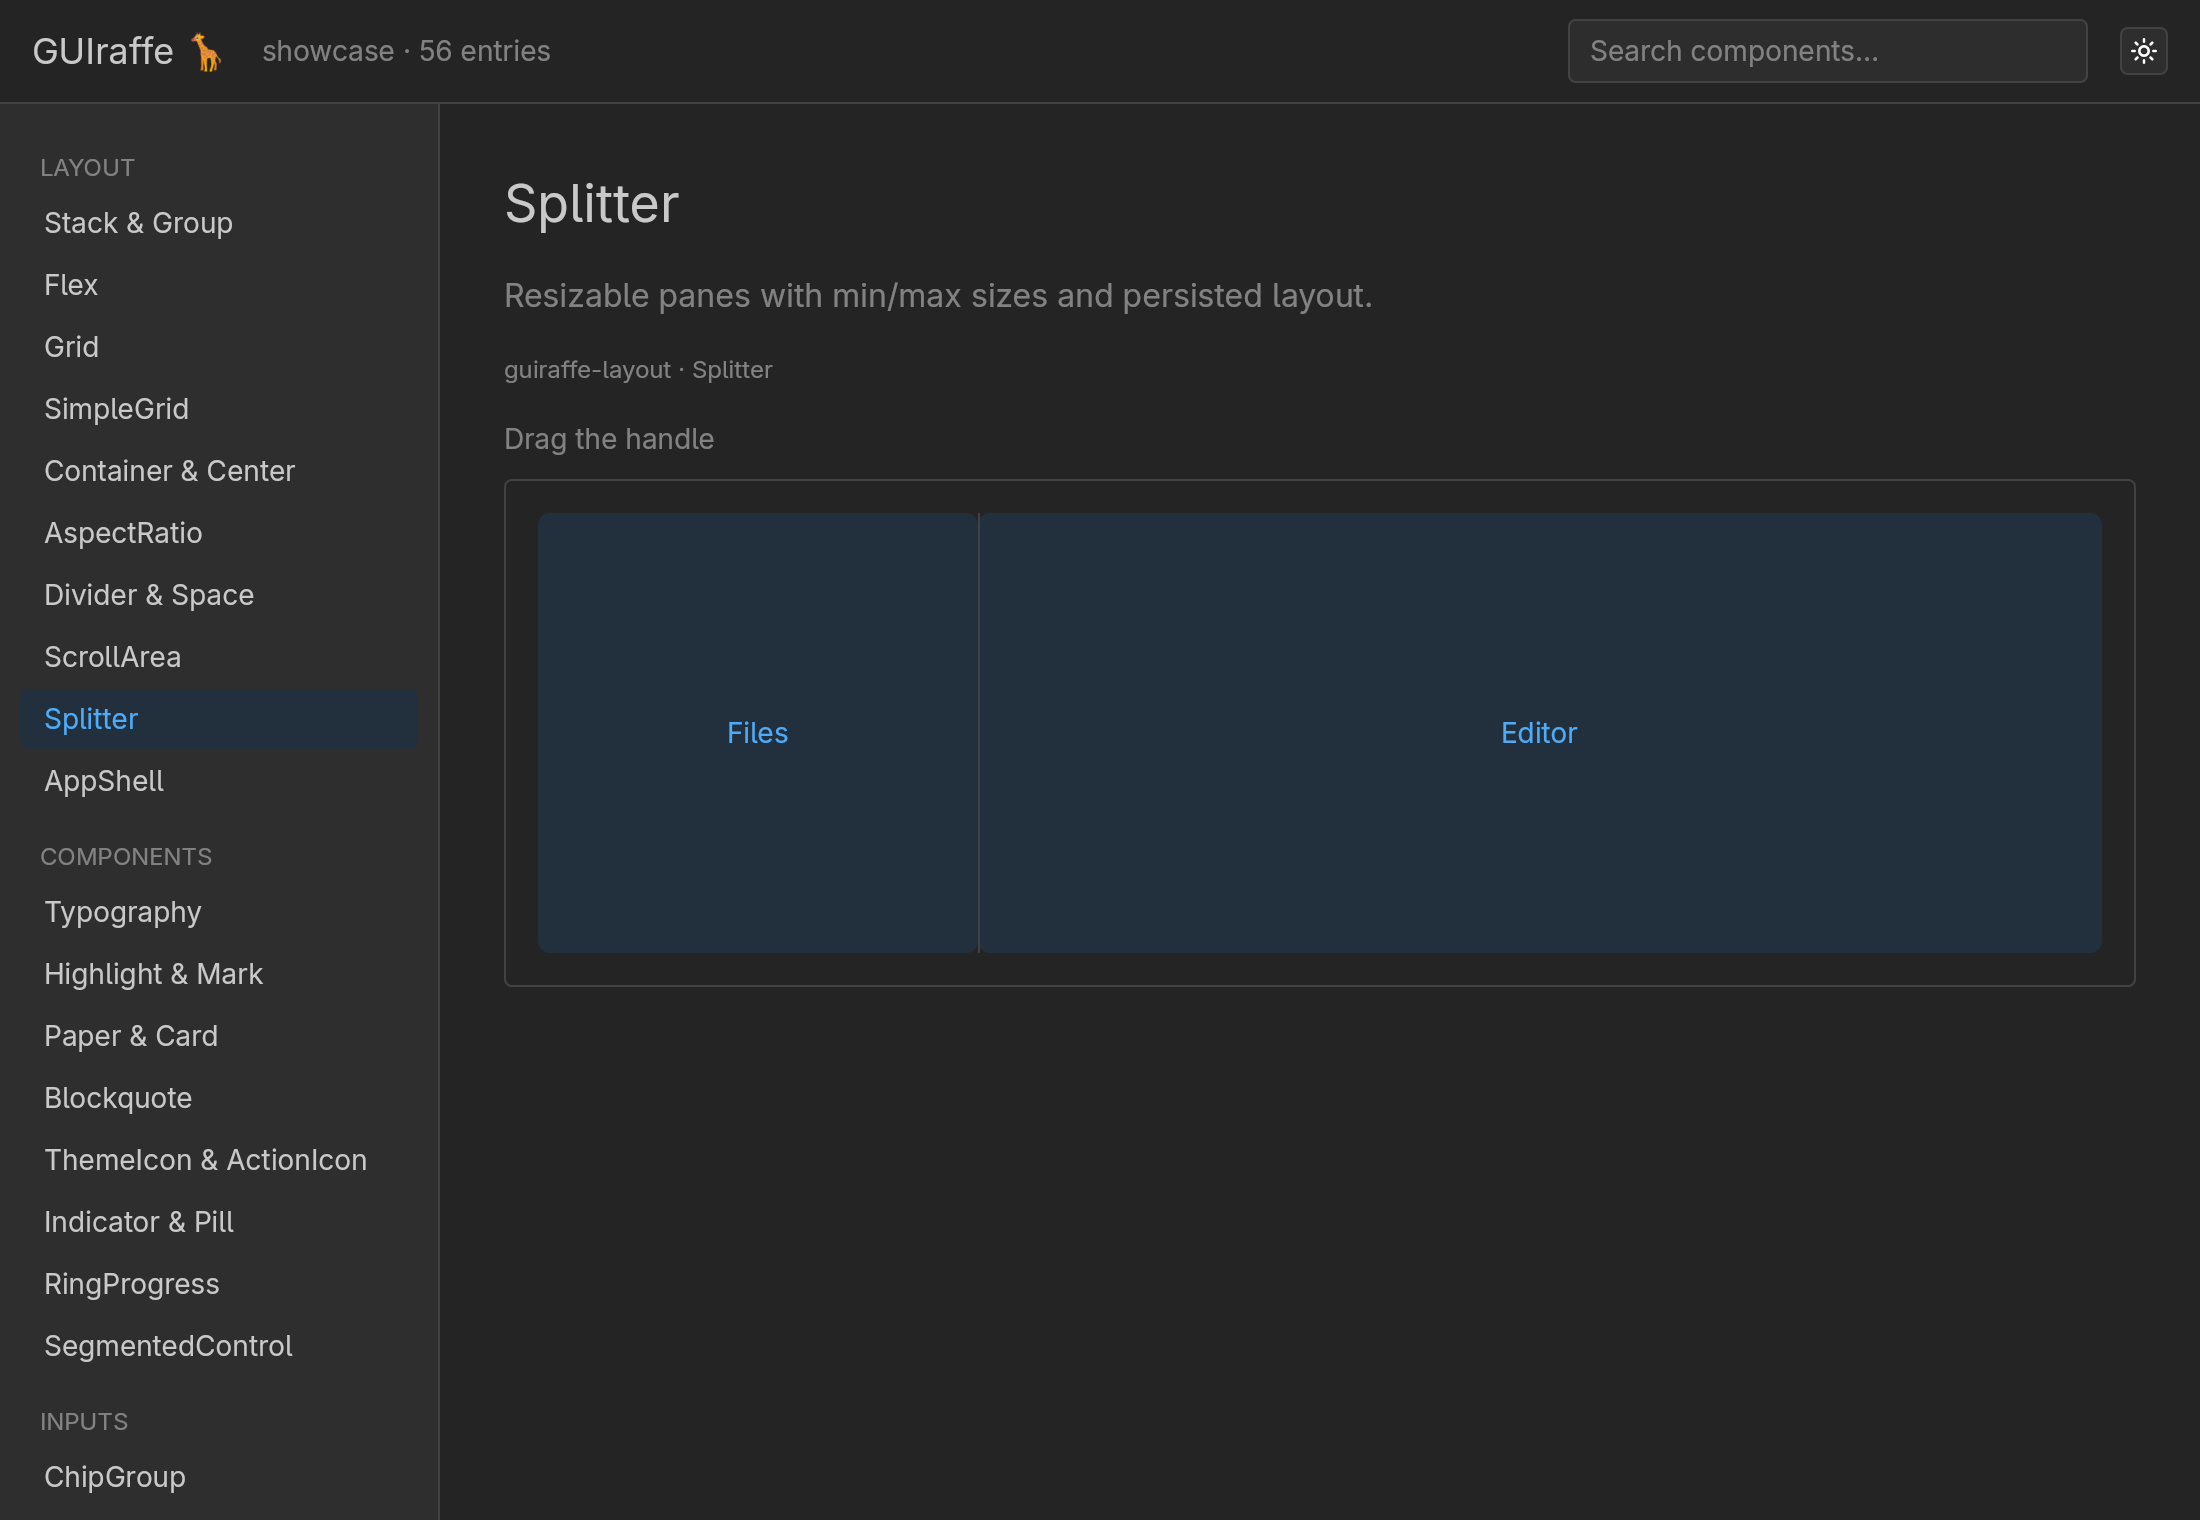 GUIraffe 🦒 showcase · 56 entries
Search components...
LAYOUT
Stack & Group
Flex
Grid
SimpleGrid
Container & Center
AspectRatio
Divider & Space
ScrollArea
Splitter
AppShell
COMPONENTS
Typography
Highlight & Mark
Paper & Card
Blockquote
ThemeIcon & ActionIcon
Indicator & Pill
RingProgress
SegmentedControl
INPUTS
ChipGroup
Splitter
Resizable panes with min/max sizes and persisted layout.
guiraffe-layout · Splitter
Drag the handle
Files
Editor